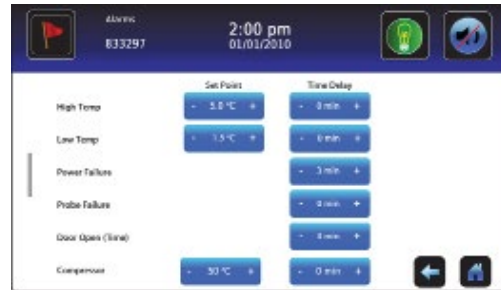 Alarms
833297
2:00 pm
01/01/2010
Set Point
Time Delay
High Temp
- 5.0 °C +
- 0 min +
Low Temp
- 1.5 °C +
- 0 min +
Power Failure
- 3 min +
Probe Failure
- 0 min +
Door Open (Time)
- min +
Compressor
- 50 °C +
- 0 min +